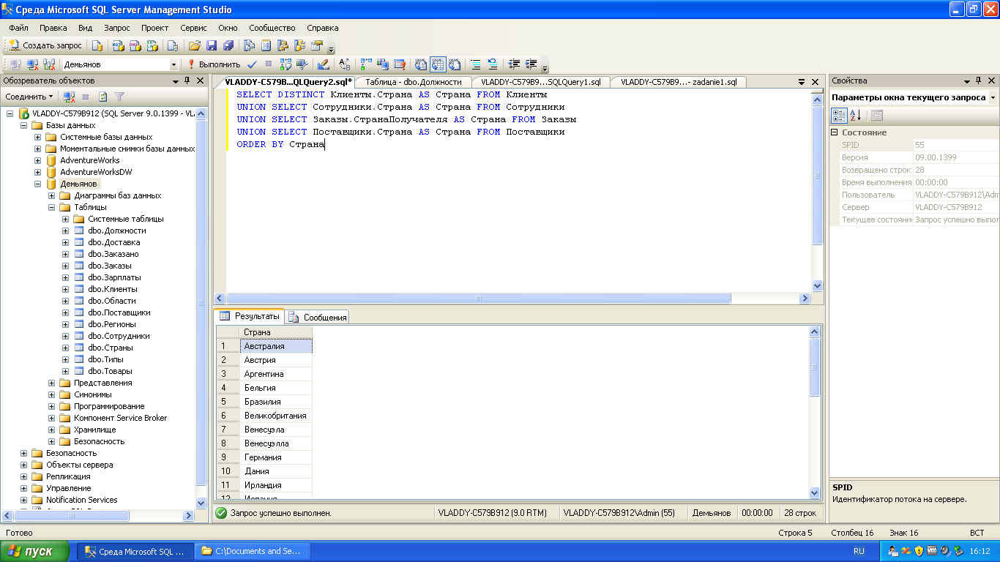 Среда Microsoft SQL Server Management Studio
Файл Правка Вид Запрос Проект Сервис Окно Сообщество Справка
Создать запрос
Демьянов Выполнить
Обозреватель объектов
Соединить
VLADDY-C579B912 (SQL Server 9.0.1399 - VL
Базы данных
Системные базы данных
Моментальные снимки базы данных
AdventureWorks
AdventureWorksDW
Демьянов
Диаграммы баз данных
Таблицы
Системные таблицы
dbo.Должности
dbo.Доставка
dbo.Заказано
dbo.Заказы
dbo.Зарплаты
dbo.Клиенты
dbo.Области
dbo.Поставщики
dbo.Регионы
dbo.Сотрудники
dbo.Страны
dbo.Типы
dbo.Товары
Представления
Синонимы
Программирование
Компонент Service Broker
Хранилище
Безопасность
Безопасность
Объекты сервера
Репликация
Управление
Notification Services
VLADDY-C579B...QLQuery2.sql* Таблица - dbo.Должности VLADDY-C579B9...SQLQuery1.sql VLADDY-C579B9...- zadanie1.sql
SELECT DISTINCT Клиенты.Страна AS Страна FROM Клиенты
UNION SELECT Сотрудники.Страна AS Страна FROM Сотрудники
UNION SELECT Заказы.СтранаПолучателя AS Страна FROM Заказы
UNION SELECT Поставщики.Страна AS Страна FROM Поставщики
ORDER BY Страна
Результаты Сообщения
Страна
1 Австралия
2 Австрия
3 Аргентина
4 Бельгия
5 Бразилия
6 Великобритания
7 Венесуэла
8 Венесуэлла
9 Германия
10 Дания
11 Ирландия
12 Испания
Запрос успешно выполнен. VLADDY-C579B912 (9.0 RTM) VLADDY-C579B912\Admin (55) Демьянов 00:00:00 28 строк
Свойства
Параметры окна текущего запроса
Состояние
SPID 55
Версия 09.00.1399
Возвращено строк 28
Время выполнения 00:00:00
Пользователь VLADDY-C579B912\Adm
Сервер VLADDY-C579B912
Текущее состояни Запрос успешно выпол
SPID
Идентификатор потока на сервере.
Готово Строка 5 Столбец 16 Знак 16 ВСТ
пуск Среда Microsoft SQL ... C:\Documents and Se... RU 16:12